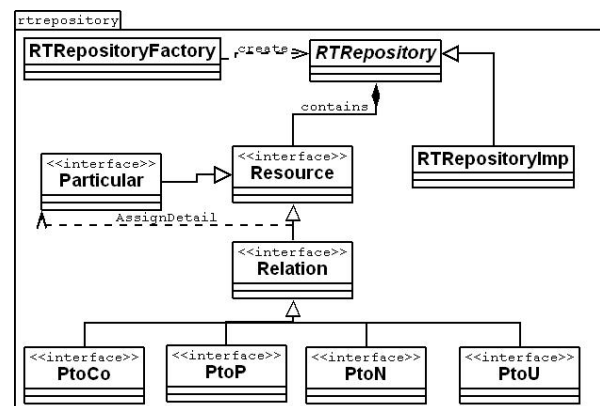 rtrepository
RTRepositoryFactory
create
RTRepository
contains
<<interface>>
Particular
<<interface>>
Resource
RTRepositoryImp
AssignDetail
<<interface>>
Relation
<<interface>>
PtoCo
<<interface>>
PtoP
<<interface>>
PtoN
<<interface>>
PtoU